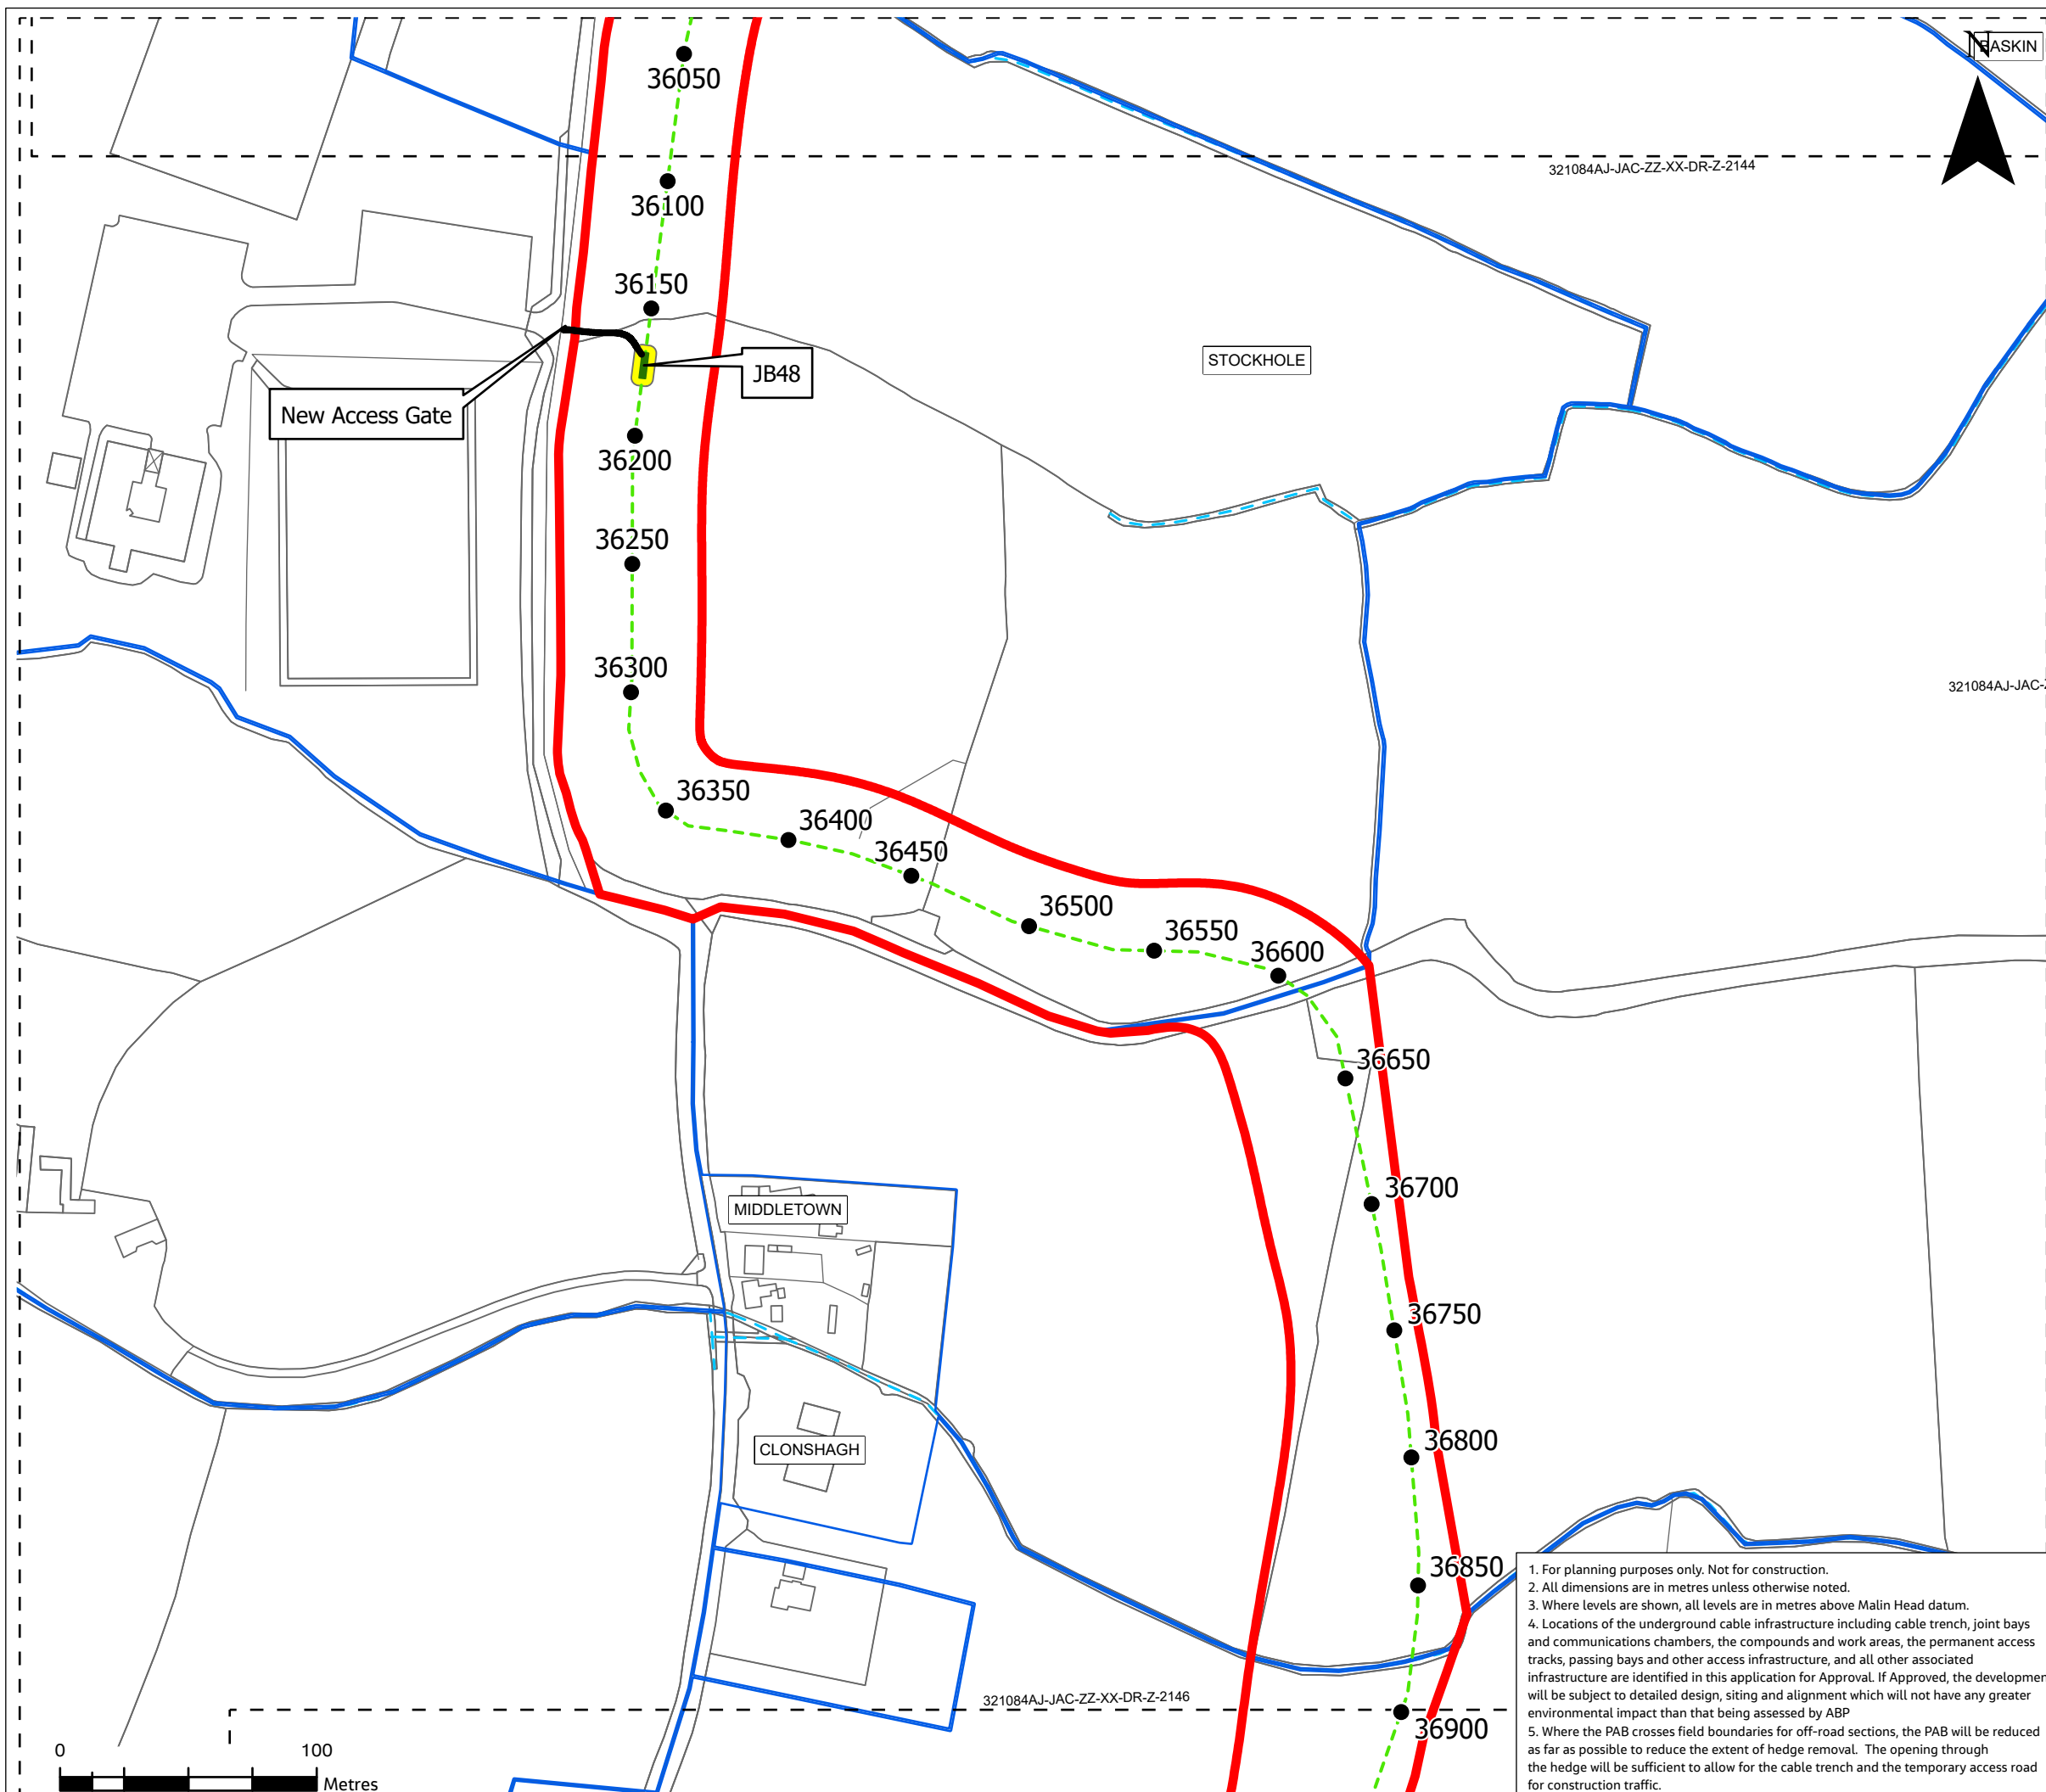 N
BASKIN
36050
321084AJ-JAC-ZZ-XX-DR-Z-2144
36100
36150
STOCKHOLE
JB48
New Access Gate
36200
36250
36300
321084AJ-JAC-Z
36350
36400
36450
36500
36550
36600
36650
36700
MIDDLETOWN
36750
36800
CLONSHAGH
36850
321084AJ-JAC-ZZ-XX-DR-Z-2146
36900
0 100
Metres
1. For planning purposes only. Not for construction.
2. All dimensions are in metres unless otherwise noted.
3. Where levels are shown, all levels are in metres above Malin Head datum.
4. Locations of the underground cable infrastructure including cable trench, joint bays
and communications chambers, the compounds and work areas, the permanent access
tracks, passing bays and other access infrastructure, and all other associated
infrastructure are identified in this application for Approval. If Approved, the developmen
will be subject to detailed design, siting and alignment which will not have any greater
environmental impact than that being assessed by ABP
5. Where the PAB crosses field boundaries for off-road sections, the PAB will be reduced
as far as possible to reduce the extent of hedge removal. The opening through
the hedge will be sufficient to allow for the cable trench and the temporary access road
for construction traffic.